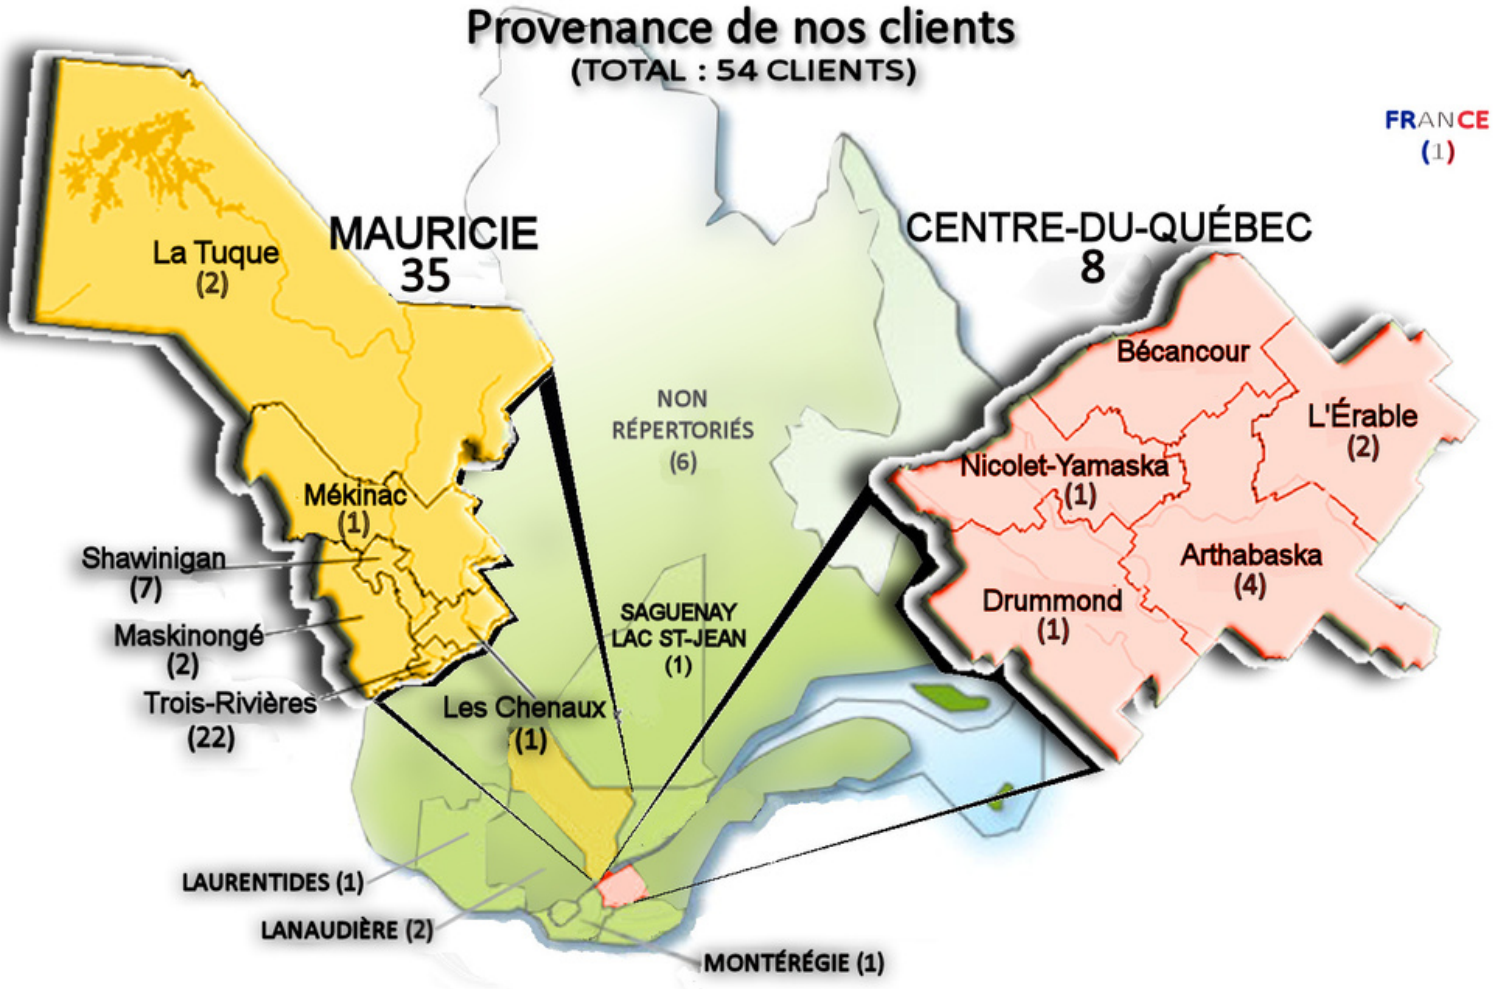 Provenance de nos clients
(TOTAL : 54 CLIENTS)
FRANCE
(1)
MAURICIE
35
CENTRE-DU-QUÉBEC
8
La Tuque
(2)
Mékinac
(1)
Shawinigan
(7)
Maskinongé
(2)
Trois-Rivières
(22)
Les Chenaux
(1)
NON
RÉPERTORIÉS
(6)
SAGUENAY
LAC ST-JEAN
(1)
Bécancour
L'Érable
(2)
Nicolet-Yamaska
(1)
Arthabaska
(4)
Drummond
(1)
LAURENTIDES (1)
LANAUDIÈRE (2)
MONTÉRÉGIE (1)